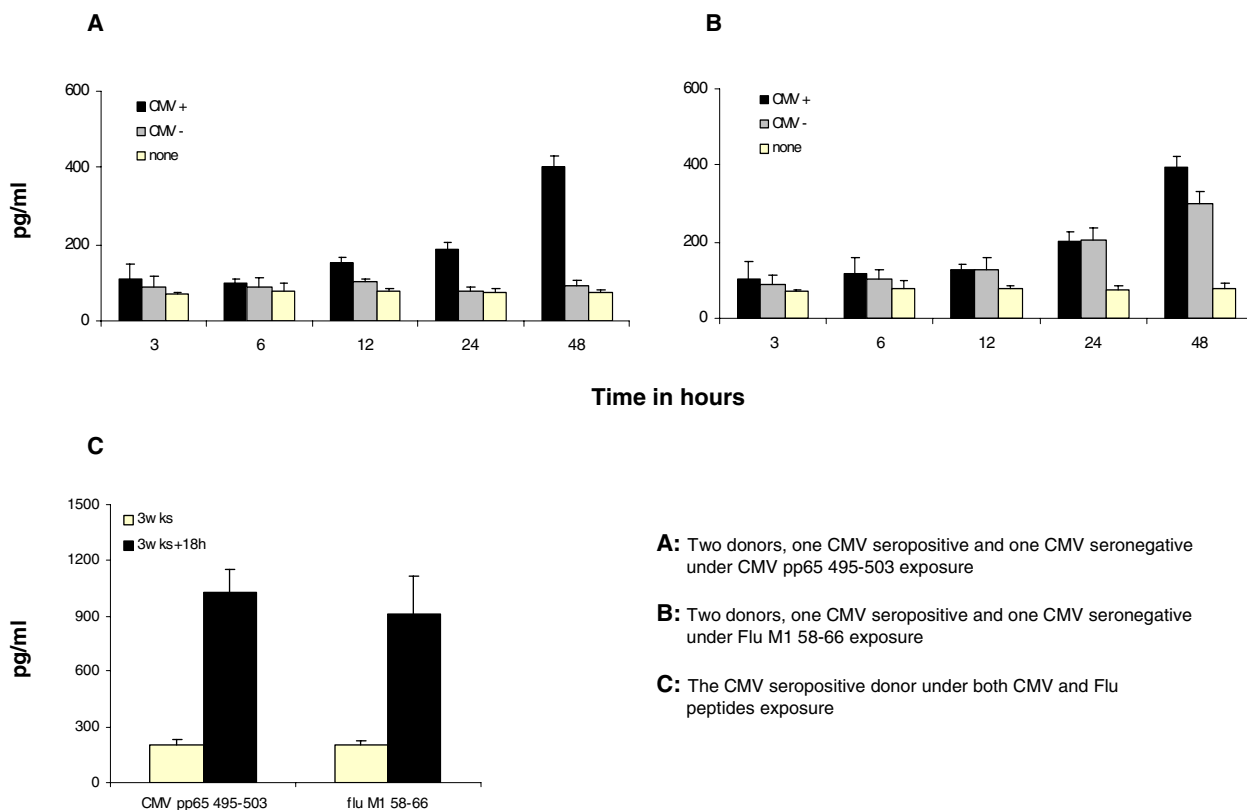 A
B
600
400
200
0
pg/ml
CMV +
CMV -
none
3
6
12
24
48
600
400
200
0
CMV +
CMV -
none
3
6
12
24
48
Time in hours
C
1500
1200
900
600
300
0
pg/ml
3w ks
3w ks+18h
CMV pp65 495-503
flu M1 58-66
A: Two donors, one CMV seropositive and one CMV seronegative
under CMV pp65 495-503 exposure
B: Two donors, one CMV seropositive and one CMV seronegative
under Flu M1 58-66 exposure
C: The CMV seropositive donor under both CMV and Flu
peptides exposure